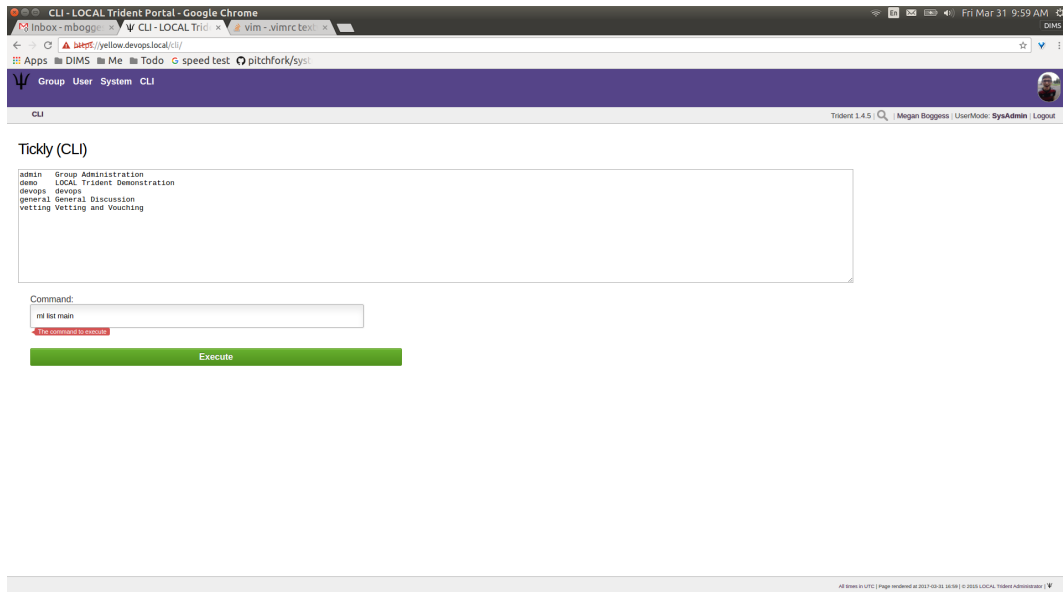 CLI - LOCAL Trident Portal - Google Chrome
En
Fri Mar 31 9:59 AM
Inbox - mbogge
CLI - LOCAL Trid
vim - .vimrc text
DIMS
https://yellow.devops.local/cli/
Apps DIMS Me Todo speed test pitchfork/syst
Group User System CLI
CLI
Trident 1.4.5 | | Megan Boggess | UserMode: SysAdmin | Logout
Tickly (CLI)
admin Group Administration
demo LOCAL Trident Demonstration
devops devops
general General Discussion
vetting Vetting and Vouching
Command:
ml list main
The command to execute
Execute
All times in UTC | Page rendered at 2017-03-31 16:59 | © 2015 LOCAL Trident Administrator |